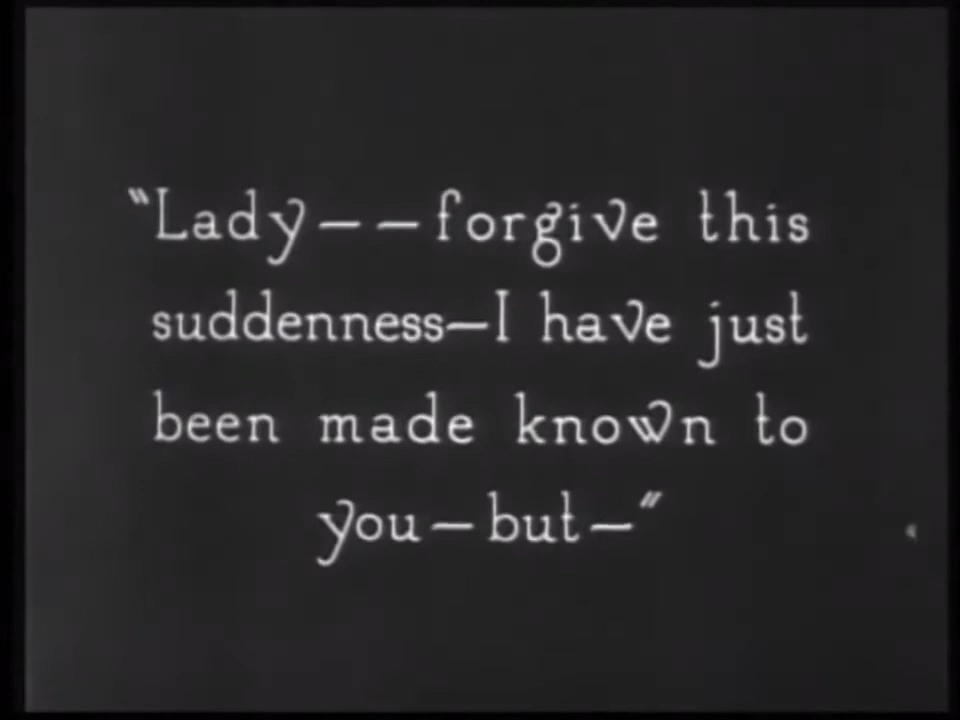 “Lady——forgive this
suddenness—I have just
been made known to
you—but—”